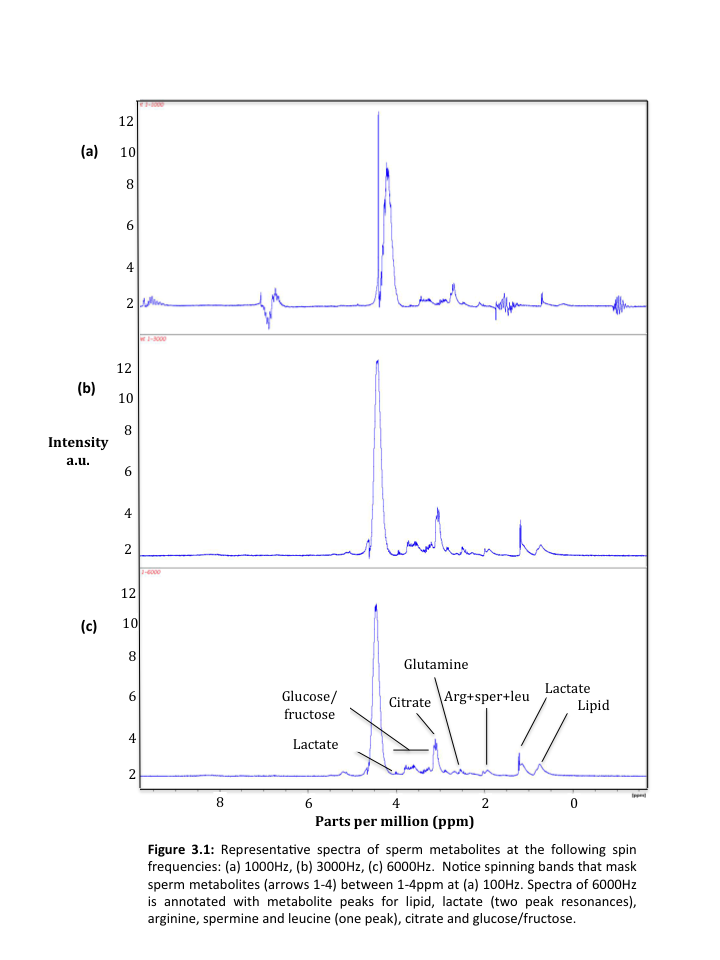 (a)
12
10
8
6
4
2
(b)
12
10
8
6
4
2
Intensity
a.u.
1-6000
(c)
12
10
8
6
4
2
Glutamine
Glucose/
fructose
Citrate
Arg+sper+leu
Lactate
Lipid
Lactate
8 6 4 2 0
[ppm]
Parts per million (ppm)
Figure 3.1: Representative spectra of sperm metabolites at the following spin
frequencies: (a) 1000Hz, (b) 3000Hz, (c) 6000Hz. Notice spinning bands that mask
sperm metabolites (arrows 1-4) between 1-4ppm at (a) 100Hz. Spectra of 6000Hz
is annotated with metabolite peaks for lipid, lactate (two peak resonances),
arginine, spermine and leucine (one peak), citrate and glucose/fructose.